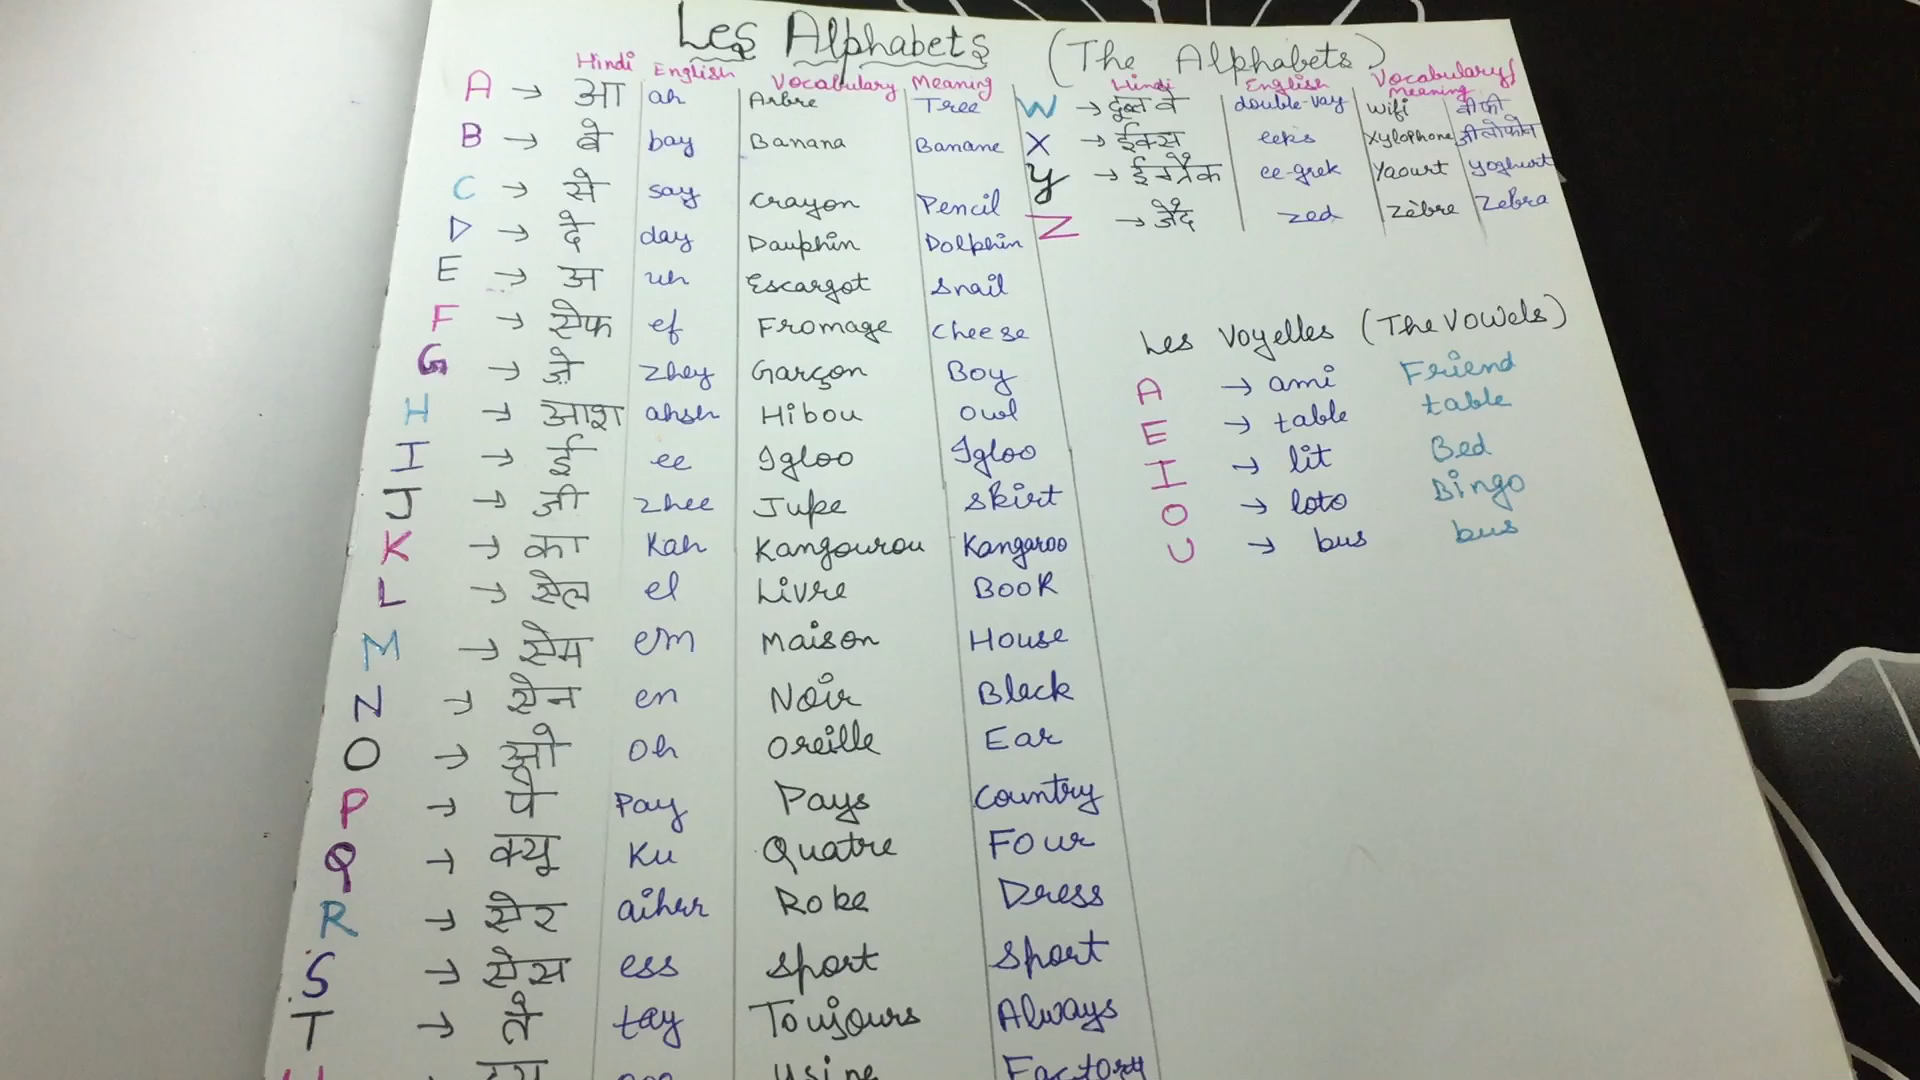 Les Alphabets (The Alphabets)
Hindi English Vocabulary Meaning
A → आ ah Arbre Tree
B → बे bay Banana Banane
C → से say Crayon Pencil
D → दे day Dauphin Dolphin
E → अ uh Escargot Snail
F → ऐफ ef Fromage Cheese
G → ज़े zhey Garçon Boy
H → आश ahsh Hibou Owl
I → ई ee Igloo Igloo
J → जी zhee Jupe Skirt
K → का Kah Kangourou Kangaroo
L → ऐल el Livre Book
M → ऐम em Maison House
N → ऐन en Noir Black
O → ओ Oh Oreille Ear
P → पे Pay Pays Country
Q → क्यू Ku Quatre Four
R → ऐर Robe Dress
S → ऐस ess Sport Sport
T → ते tay Toujours Always
Usine Factory
Hindi English Vocabulary/ Meaning
W → दूब्ल वे double-vay wifi वीफी
X → ईक्स eeks Xylophone
Y → ee-grek Yaourt yoghurt
Z → zed Zèbre Zebra
Les Voyelles (The Vowels)
A → ami Friend
E → table table
I → lit Bed
O → loto Bingo
U → bus bus